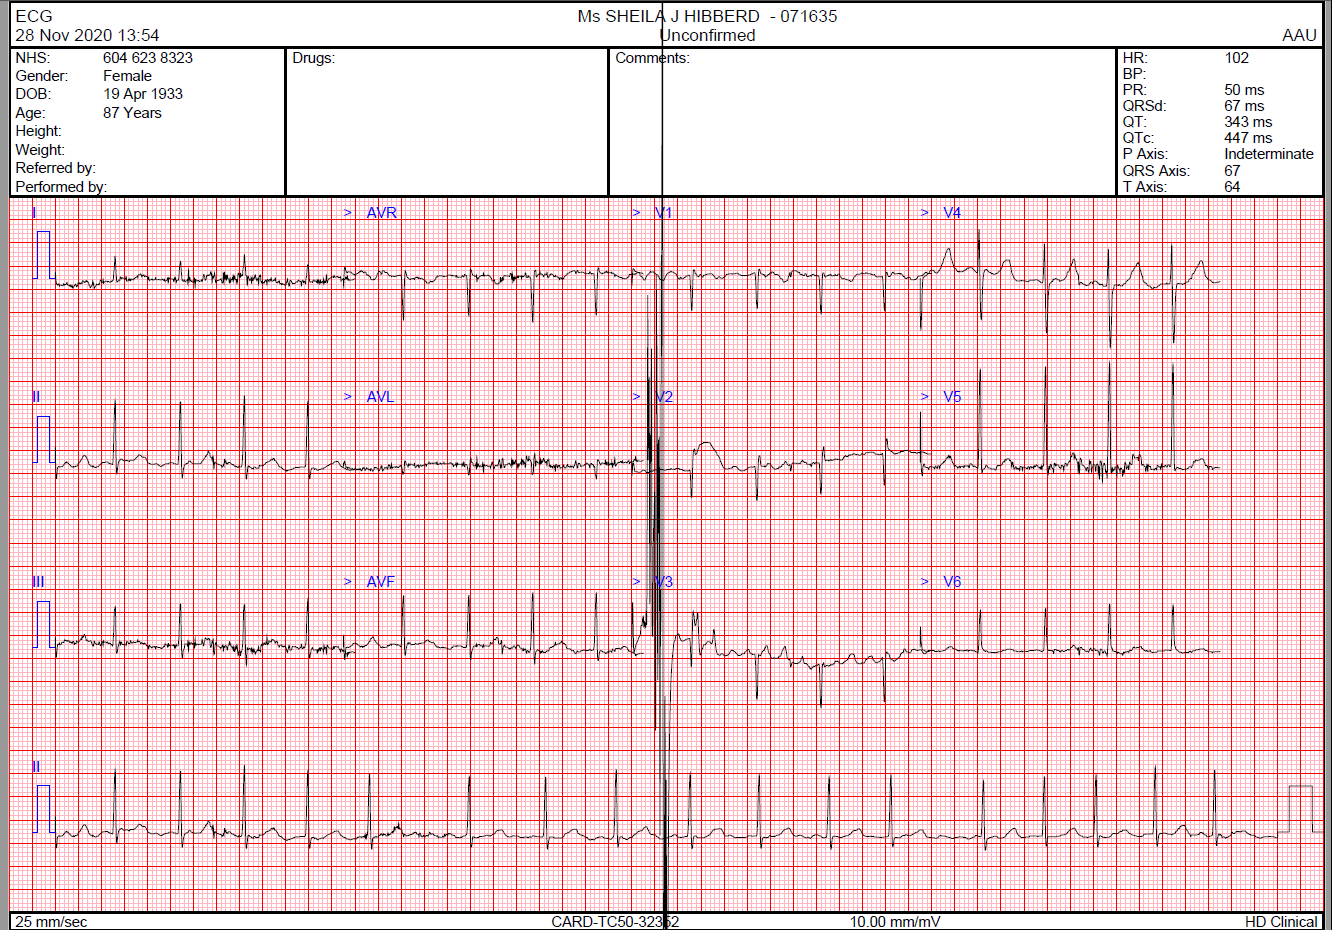 ECG
Ms SHEILA J HIBBERD - 071635
28 Nov 2020 13:54
Unconfirmed
AAU
NHS: 604 623 8323
Gender: Female
DOB: 19 Apr 1933
Age: 87 Years
Height:
Weight:
Referred by:
Performed by:
Drugs:
Comments:
HR: 102
BP:
PR: 50 ms
QRSd: 67 ms
QT: 343 ms
QTc: 447 ms
P Axis: Indeterminate
QRS Axis: 67
T Axis: 64
I > AVR > V1 > V4
II > AVL > V2 > V5
III > AVF > V3 > V6
II
25 mm/sec CARD-TC50-32352 10.00 mm/mV HD Clinical